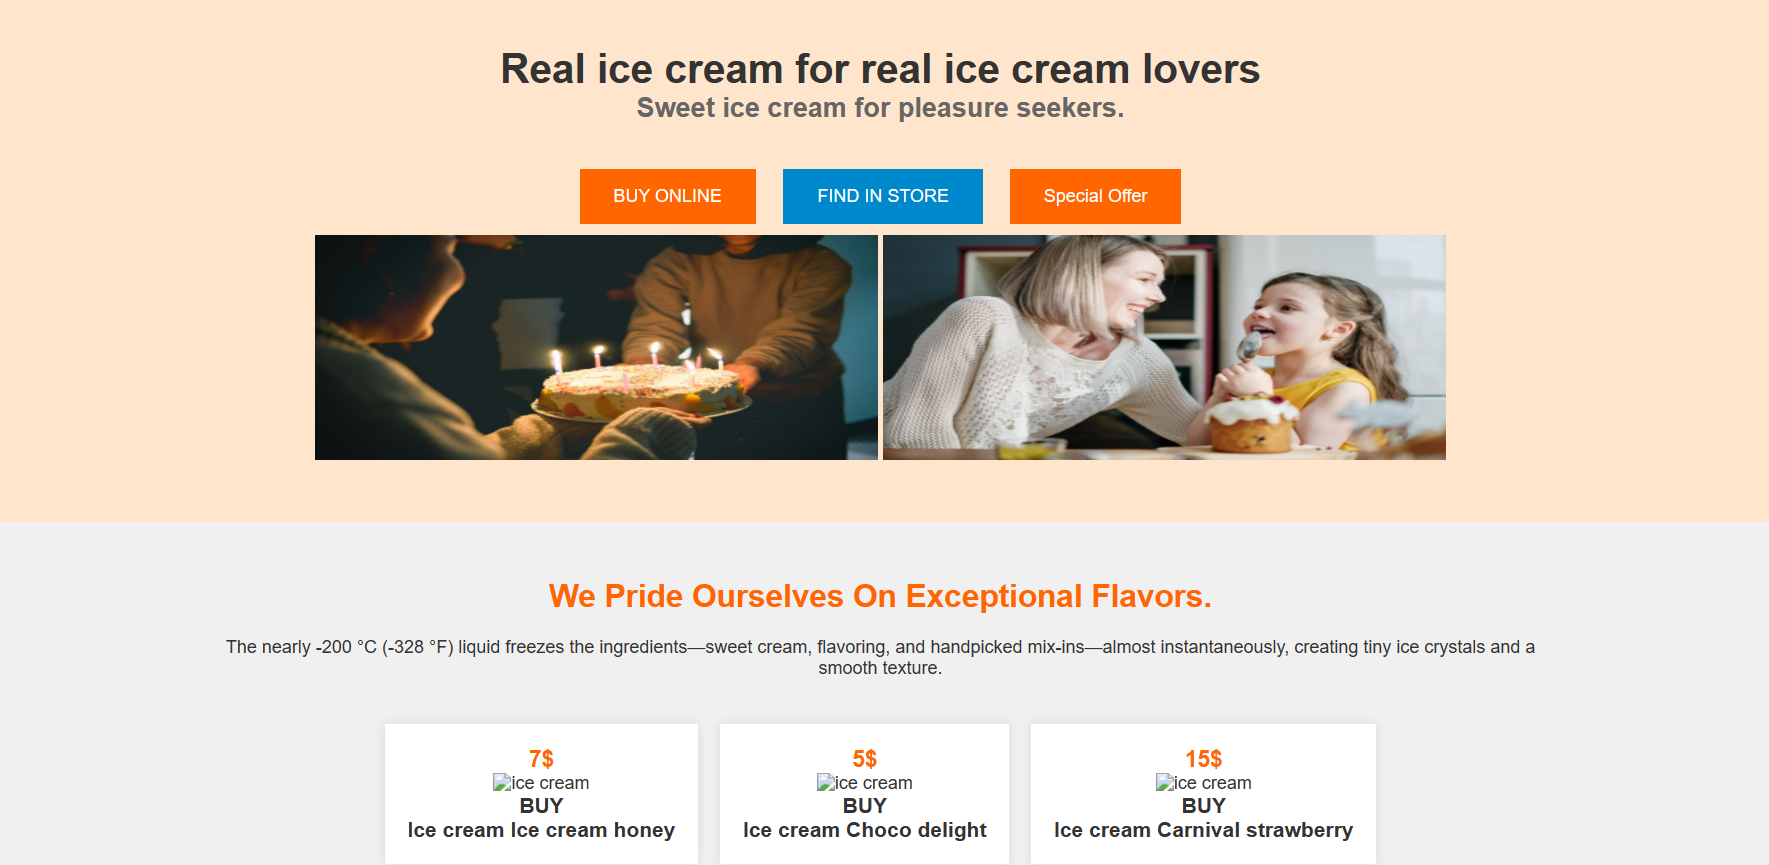 Real ice cream for real ice cream lovers
Sweet ice cream for pleasure seekers.
BUY ONLINE
FIND IN STORE
Special Offer
We Pride Ourselves On Exceptional Flavors.
The nearly -200 °C (-328 °F) liquid freezes the ingredients—sweet cream, flavoring, and handpicked mix-ins—almost instantaneously, creating tiny ice crystals and a
smooth texture.
7$
ice cream
BUY
Ice cream Ice cream honey
5$
ice cream
BUY
Ice cream Choco delight
15$
ice cream
BUY
Ice cream Carnival strawberry